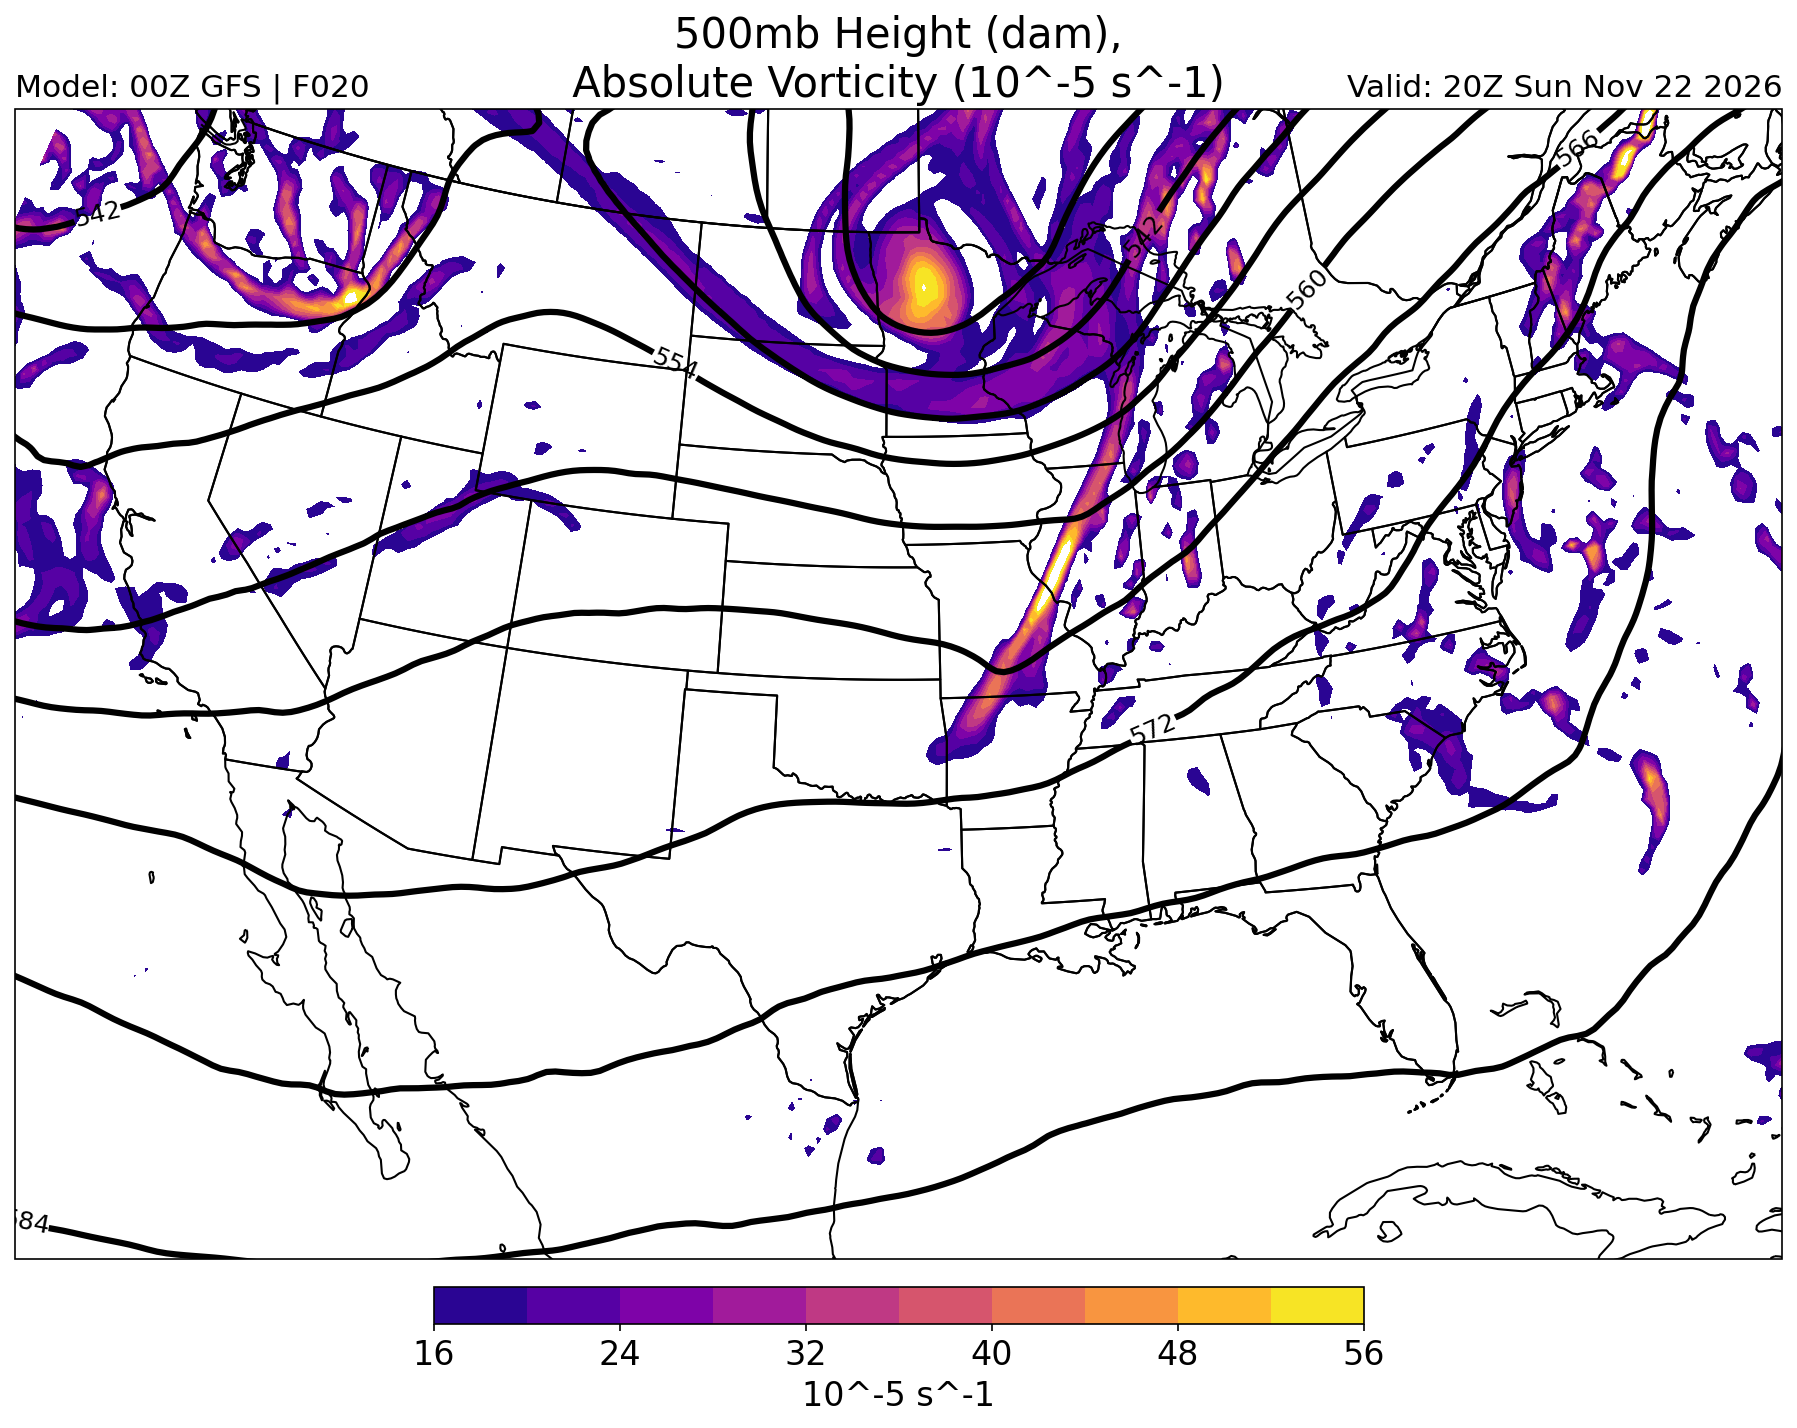 500mb Height (dam),
Absolute Vorticity (10^-5 s^-1)
Model: 00Z GFS | F020
Valid: 20Z Sun Nov 22 2026
566
542
542
560
554
572
584
16 24 32 40 48 56
10^-5 s^-1